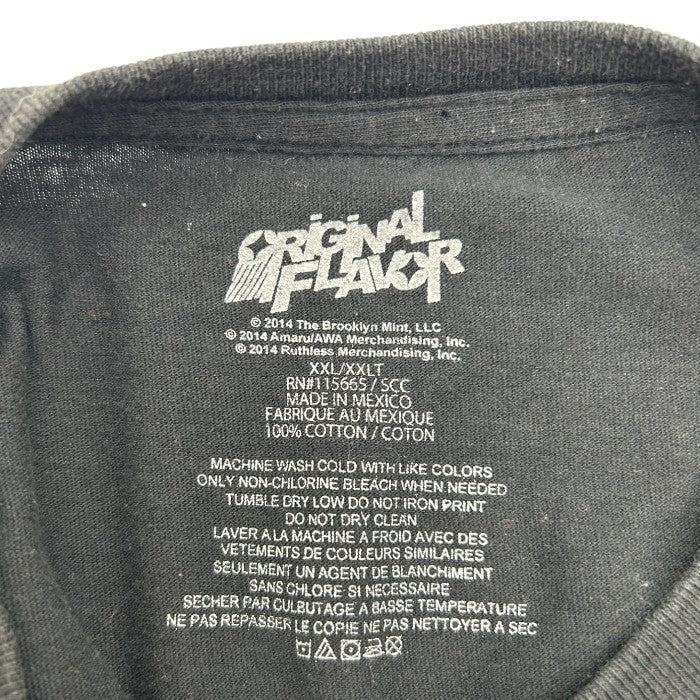 ORiGiNAL
FLAVOR
© 2014 The Brooklyn Mint, LLC
© 2014 Amaru/AWA Merchandising, Inc.
© 2014 Ruthless Merchandising, Inc.
XXL/XXLT
RN#115665 / SCC
MADE IN MEXICO
FABRIQUE AU MEXIQUE
100% COTTON / COTON
MACHINE WASH COLD WITH LIKE COLORS
ONLY NON-CHLORINE BLEACH WHEN NEEDED
TUMBLE DRY LOW DO NOT IRON PRINT
DO NOT DRY CLEAN
LAVER A LA MACHINE A FROID AVEC DES
VETEMENTS DE COULEURS SIMILAIRES
SEULEMENT UN AGENT DE BLANCHIMENT
SANS CHLORE SI NECESSAIRE
SECHER PAR CULBUTAGE A BASSE TEMPERATURE
NE PAS REPASSER LE COPIE NE PAS NETTOYER A SEC